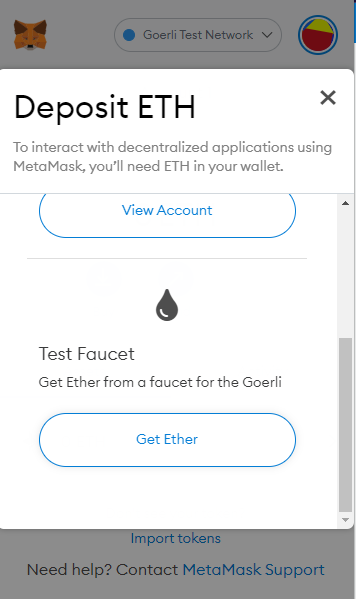 Goerli Test Network
Deposit ETH
To interact with decentralized applications using
MetaMask, you'll need ETH in your wallet.
View Account
Test Faucet
Get Ether from a faucet for the Goerli
Get Ether
Import tokens
Need help? Contact MetaMask Support